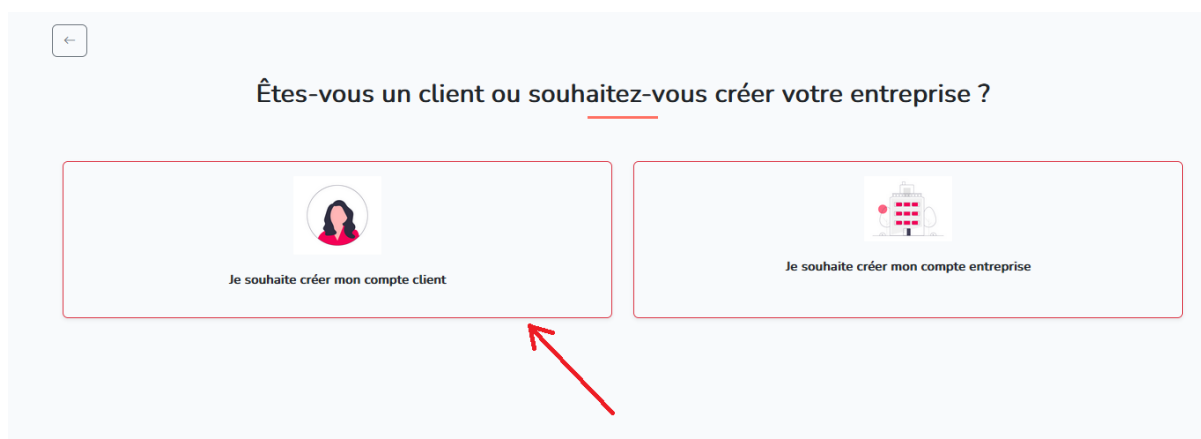 Êtes-vous un client ou souhaitez-vous créer votre entreprise ?
Je souhaite créer mon compte client
Je souhaite créer mon compte entreprise